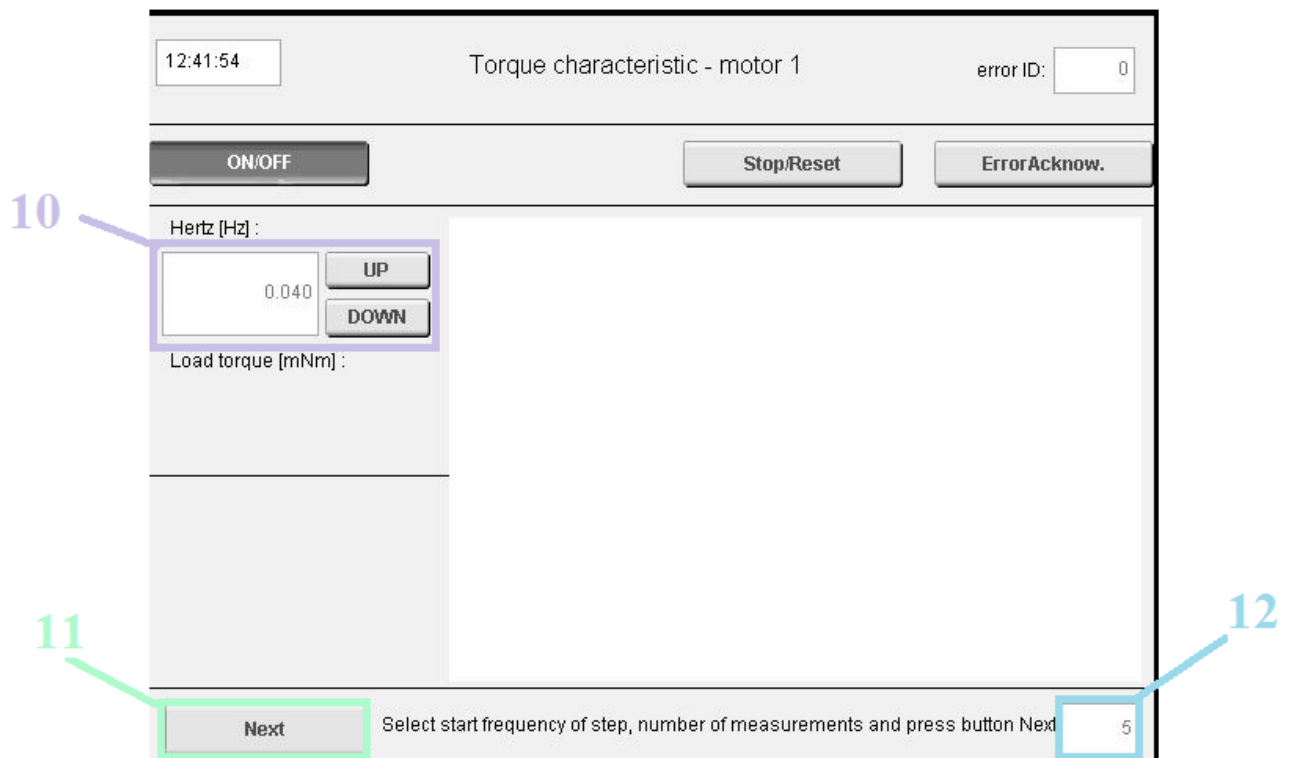 12:41:54
Torque characteristic - motor 1
error ID:
0
ON/OFF
Stop/Reset
ErrorAcknow.
10
Hertz [Hz] :
0.040
UP
DOWN
Load torque [mNm] :
11
12
Next
Select start frequency of step, number of measurements and press button Next
5